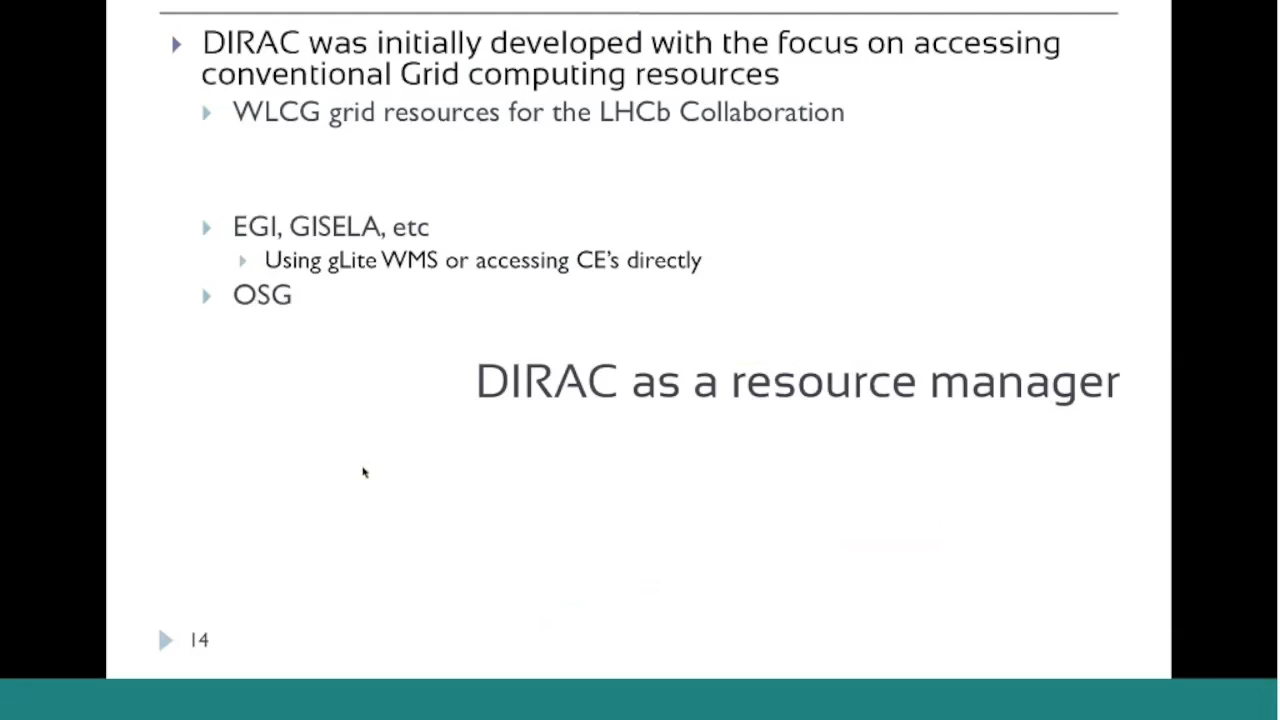 DIRAC was initially developed with the focus on accessing
conventional Grid computing resources
WLCG grid resources for the LHCb Collaboration
EGI, GISELA, etc
Using gLite WMS or accessing CE's directly
OSG
DIRAC as a resource manager
14